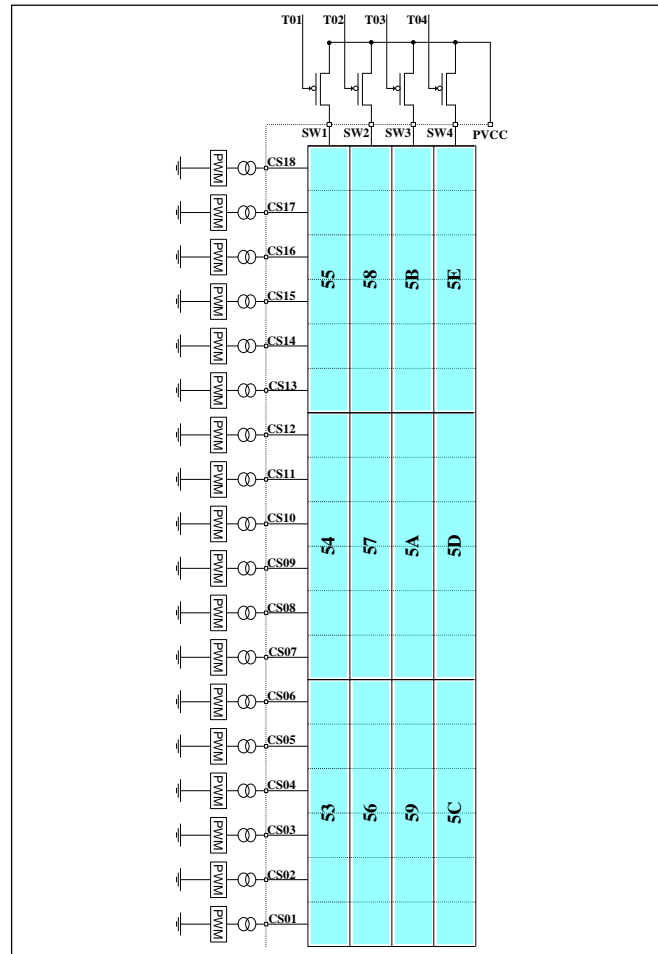 T01 T02 T03 T04
SW1 SW2 SW3 SW4 PVCC
PWM CS18
PWM CS17
PWM CS16
55 58 5B 5E
PWM CS15
PWM CS14
PWM CS13
PWM CS12
PWM CS11
PWM CS10
54 57 5A 5D
PWM CS09
PWM CS08
PWM CS07
PWM CS06
PWM CS05
PWM CS04
53 56 59 5C
PWM CS03
PWM CS02
PWM CS01